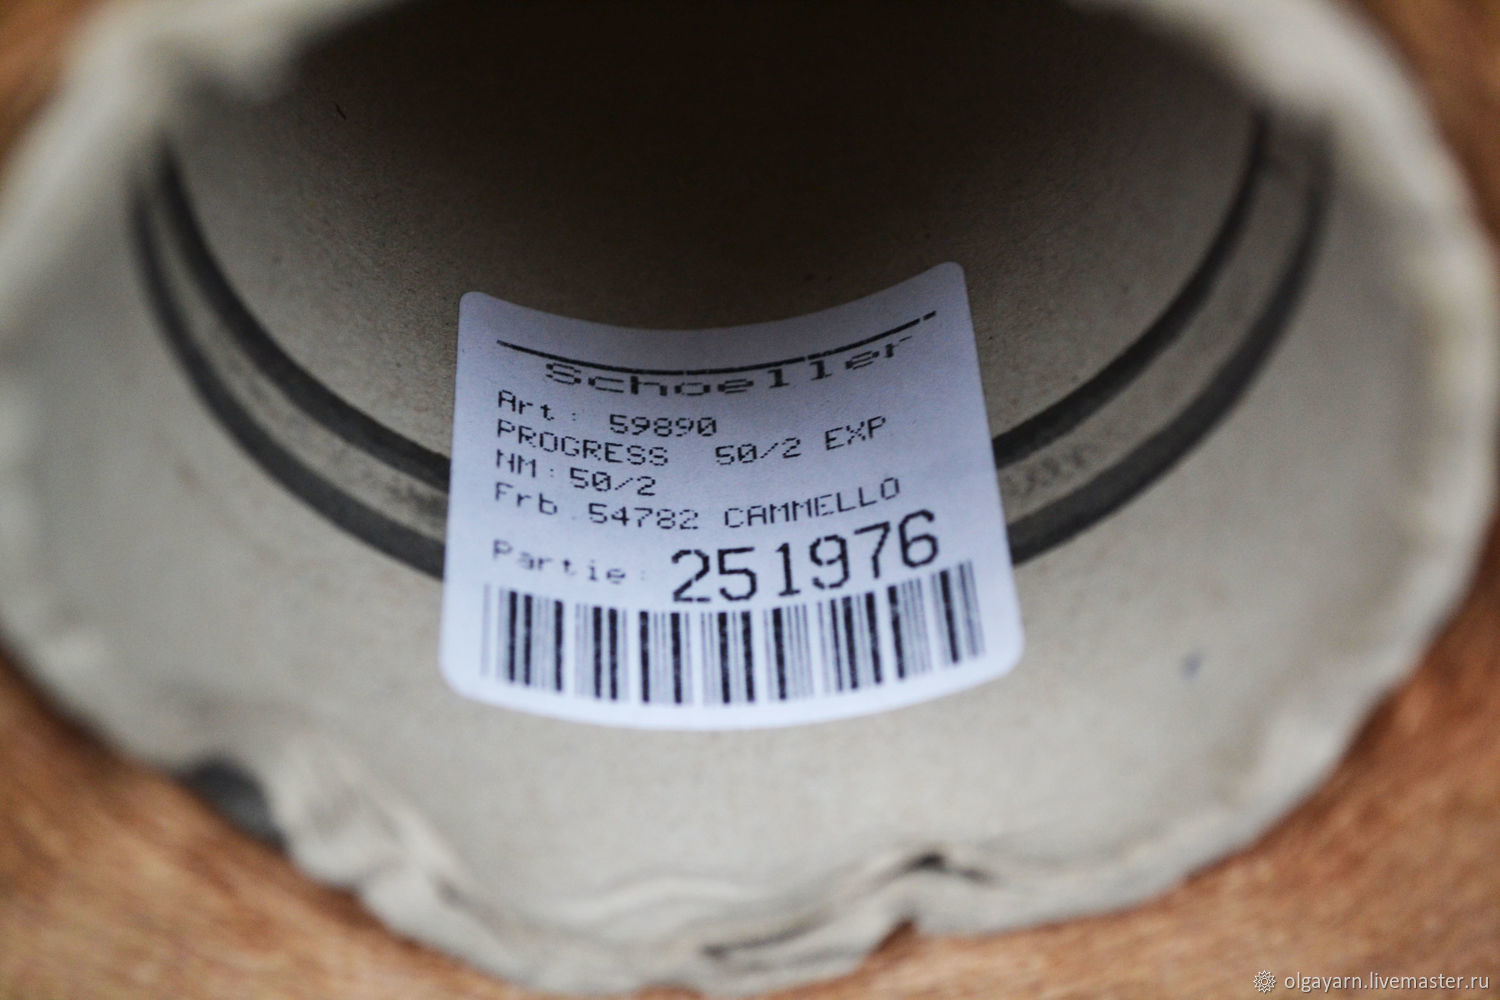 Schoeller
Art: 59890
PROGRESS 50/2 EXP
NM:50/2
Frb.54782 CAMMELLO
Partie: 251976
olgayarn.livemaster.ru